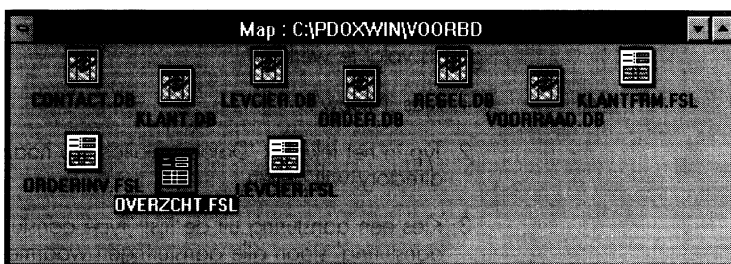 Map : C:\PDOXWIN\VOORBD
CONTACT.DB
KLANT.DB
LEVCIER.DB
ORDER.DB
REGEL.DB
VOORRAAD.DB
KLANTFRM.FSL
ORDERINV.FSL
OVERZCHT.FSL
LEVCIER.FSL